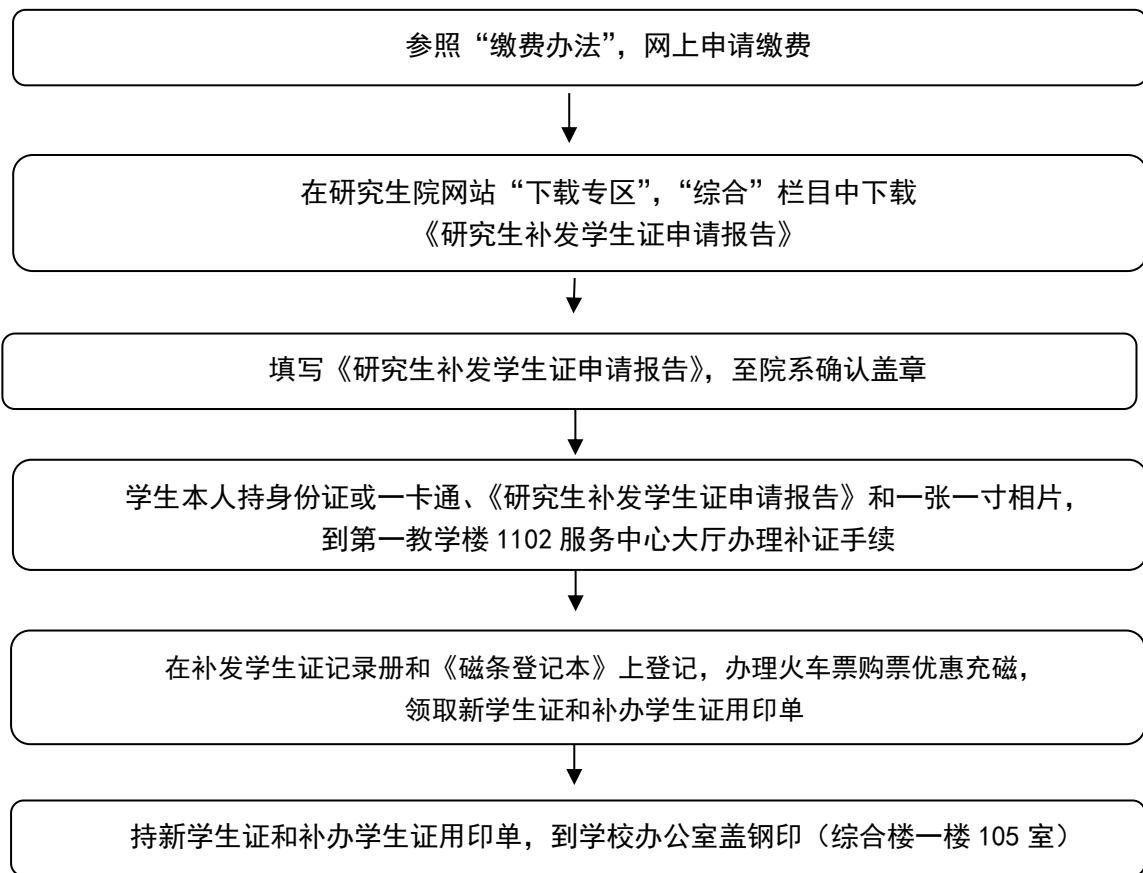 参照“缴费办法”，网上申请缴费
在研究生院网站“下载专区”，“综合”栏目中下载
《研究生补发学生证申请报告》
填写《研究生补发学生证申请报告》，至院系确认盖章
学生本人持身份证或一卡通、《研究生补发学生证申请报告》和一张一寸相片，
到第一教学楼 1102 服务中心大厅办理补证手续
在补发学生证记录册和《磁条登记本》上登记，办理火车票购票优惠充磁，
领取新学生证和补办学生证用印单
持新学生证和补办学生证用印单，到学校办公室盖钢印（综合楼一楼 105 室）